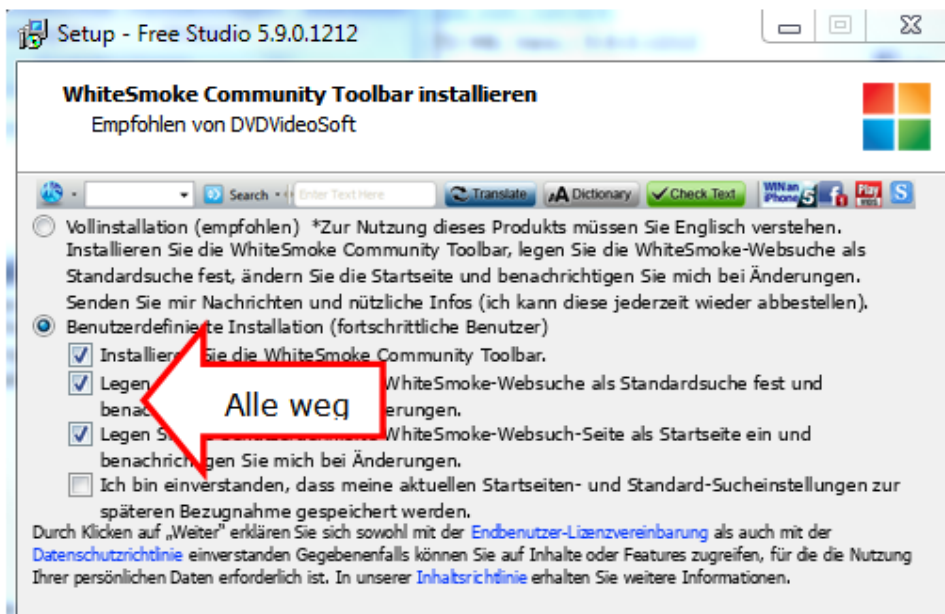 Setup - Free Studio 5.9.0.1212
WhiteSmoke Community Toolbar installieren
Empfohlen von DVDVideoSoft
Search Enter Text Here Translate Dictionary Check Text WIN an iPhone 5 Play VIDS S
Vollinstallation (empfohlen) *Zur Nutzung dieses Produkts müssen Sie Englisch verstehen.
Installieren Sie die WhiteSmoke Community Toolbar, legen Sie die WhiteSmoke-Websuche als
Standardsuche fest, ändern Sie die Startseite und benachrichtigen Sie mich bei Änderungen.
Senden Sie mir Nachrichten und nützliche Infos (ich kann diese jederzeit wieder abbestellen).
Benutzerdefinierte Installation (fortschrittliche Benutzer)
Installieren Sie die WhiteSmoke Community Toolbar.
Legen WhiteSmoke-Websuche als Standardsuche fest und
Alle weg
Legen WhiteSmoke-Websuch-Seite als Startseite ein und
benachrichtigen Sie mich bei Änderungen.
Ich bin einverstanden, dass meine aktuellen Startseiten- und Standard-Sucheinstellungen zur
späteren Bezugnahme gespeichert werden.
Durch Klicken auf „Weiter" erklären Sie sich sowohl mit der Endbenutzer-Lizenzvereinbarung als auch mit der
Datenschutzrichtlinie einverstanden Gegebenenfalls können Sie auf Inhalte oder Features zugreifen, für die die Nutzung
Ihrer persönlichen Daten erforderlich ist. In unserer Inhaltsrichtlinie erhalten Sie weitere Informationen.